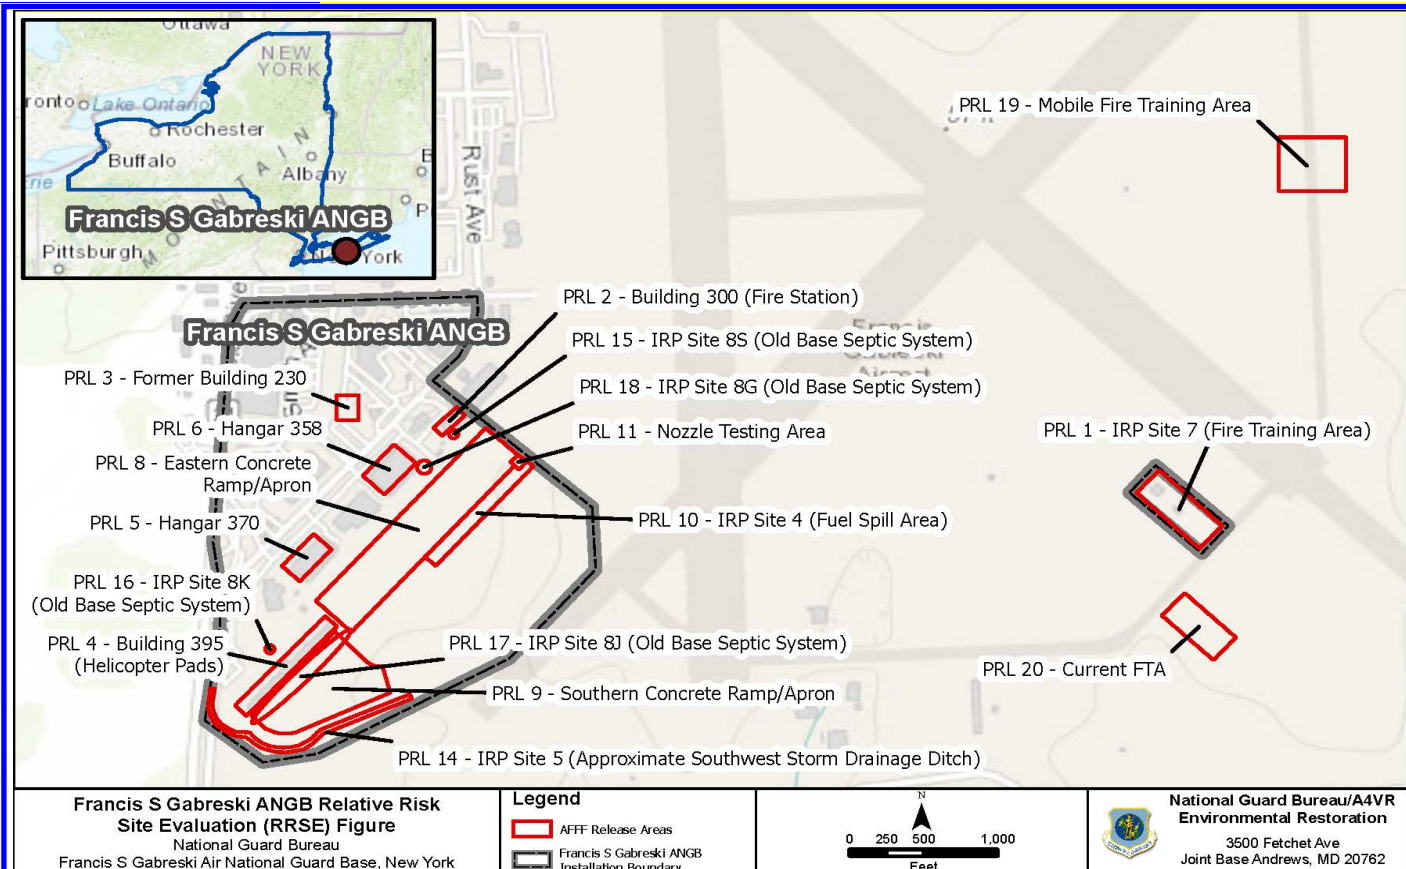 Ottawa
NEW
YORK
ronto
Lake Ontario
Rochester
Buffalo
Albany
Erie
Francis S Gabreski ANGB
Pittsburgh
York
Rust Ave
PRL 19 - Mobile Fire Training Area
PRL 2 - Building 300 (Fire Station)
Francis S Gabreski ANGB
PRL 15 - IRP Site 8S (Old Base Septic System)
PRL 3 - Former Building 230
PRL 18 - IRP Site 8G (Old Base Septic System)
PRL 6 - Hangar 358
PRL 11 - Nozzle Testing Area
PRL 1 - IRP Site 7 (Fire Training Area)
PRL 8 - Eastern Concrete
Ramp/Apron
PRL 5 - Hangar 370
PRL 10 - IRP Site 4 (Fuel Spill Area)
PRL 16 - IRP Site 8K
(Old Base Septic System)
PRL 4 - Building 395
(Helicopter Pads)
PRL 17 - IRP Site 8J (Old Base Septic System)
PRL 20 - Current FTA
PRL 9 - Southern Concrete Ramp/Apron
PRL 14 - IRP Site 5 (Approximate Southwest Storm Drainage Ditch)
Francis S Gabreski ANGB Relative Risk
Site Evaluation (RRSE) Figure
National Guard Bureau
Francis S Gabreski Air National Guard Base, New York
Legend
AFFF Release Areas
Francis S Gabreski ANGB
Installation Boundary
N
0 250 500 1,000
Feet
National Guard Bureau/A4VR
Environmental Restoration
3500 Fetchet Ave
Joint Base Andrews, MD 20762